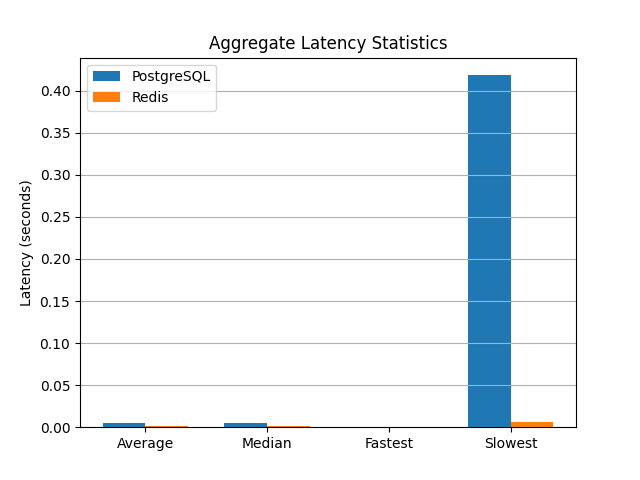 Aggregate Latency Statistics
PostgreSQL
Redis
Latency (seconds)
0.40
0.35
0.30
0.25
0.20
0.15
0.10
0.05
0.00
Average Median Fastest Slowest